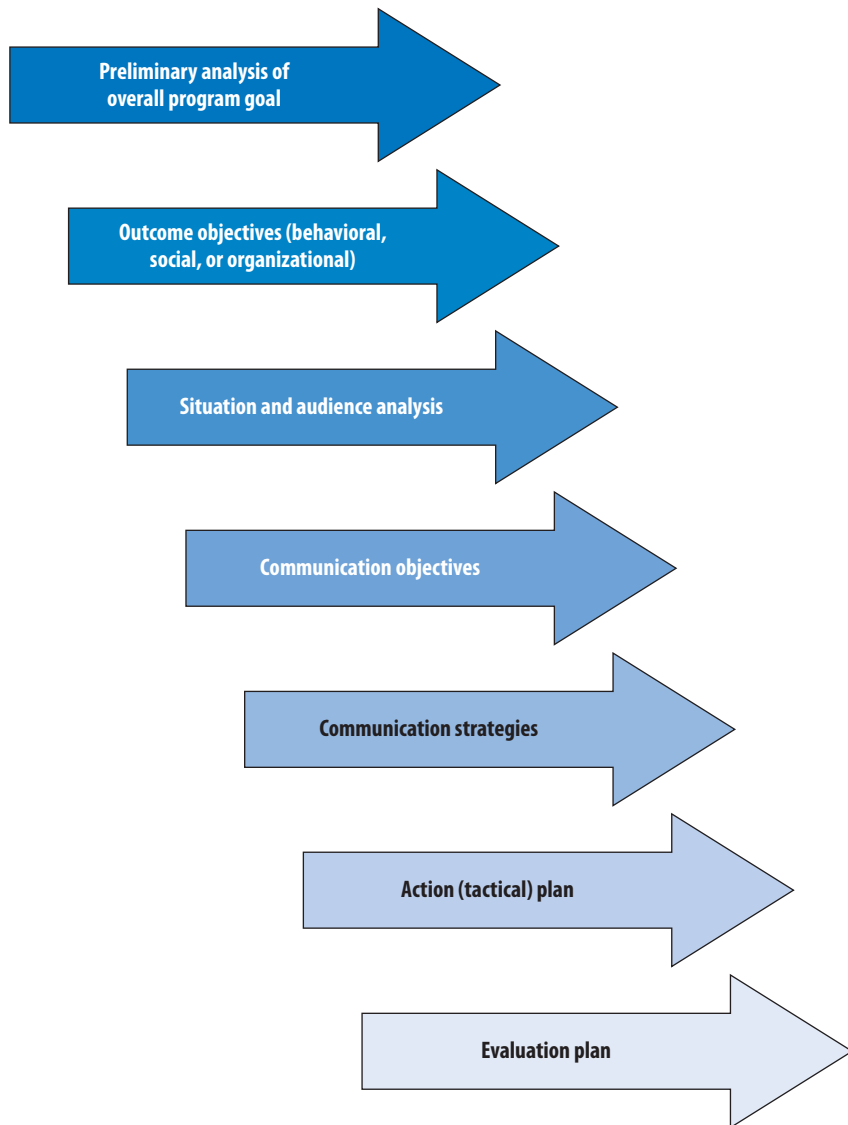 Preliminary analysis of
overall program goal
Outcome objectives (behavioral,
social, or organizational)
Situation and audience analysis
Communication objectives
Communication strategies
Action (tactical) plan
Evaluation plan